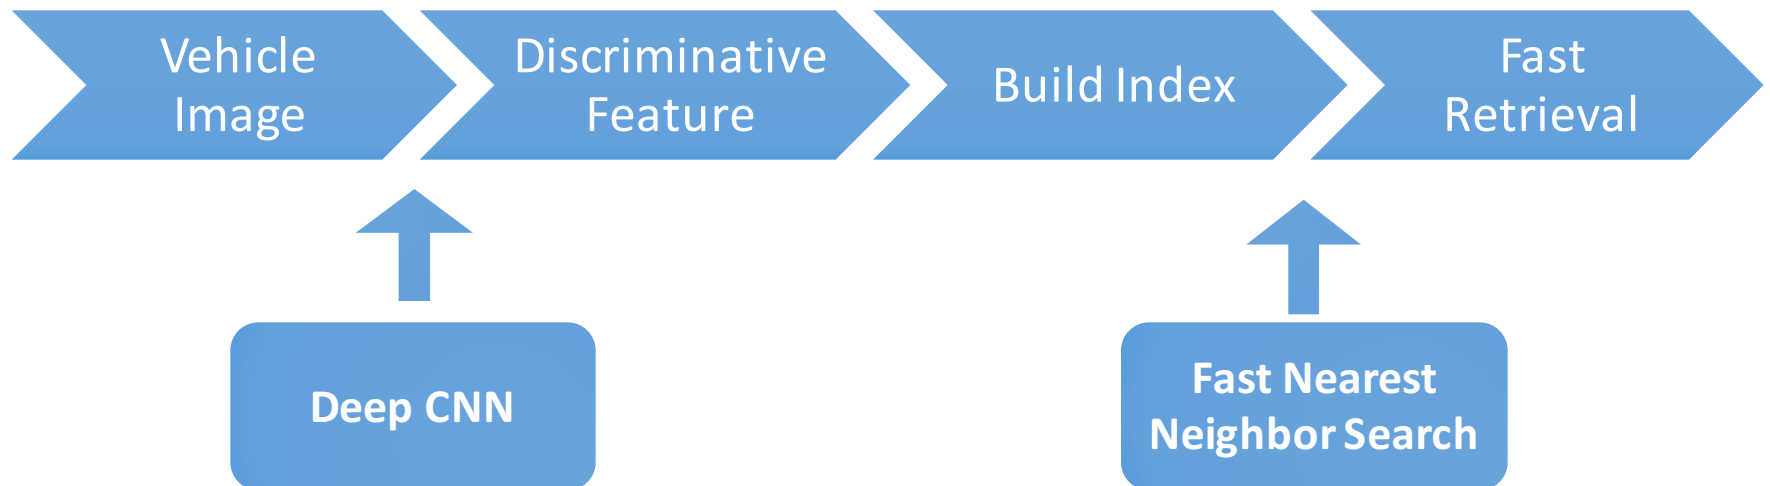 Vehicle
Image
Discriminative
Feature
Build Index
Fast
Retrieval
Deep CNN
Fast Nearest
Neighbor Search